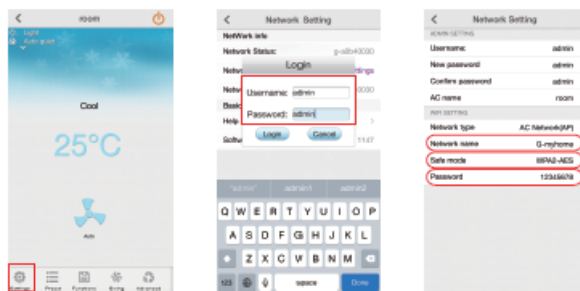 room
Light
Auto quiet
Cool
25°C
Auto
Settings
Preset
Functions
Network Setting
NetWork info
Network Status:
Login
Username: admin
Password: admin
Login
Cancel
Help
1147
"admin"
admin1
admin2
Q W E R T Y U I O P
A S D F G H J K L
Z X C V B N M
123
space
Done
Network Setting
ADMIN SETTING
Username: admin
New password admin
Confirm password admin
AC name room
WIFI SETTING
Network type AC Network(AP)
Network name G-myhome
Safe mode WPA2-AES
Password 12345678